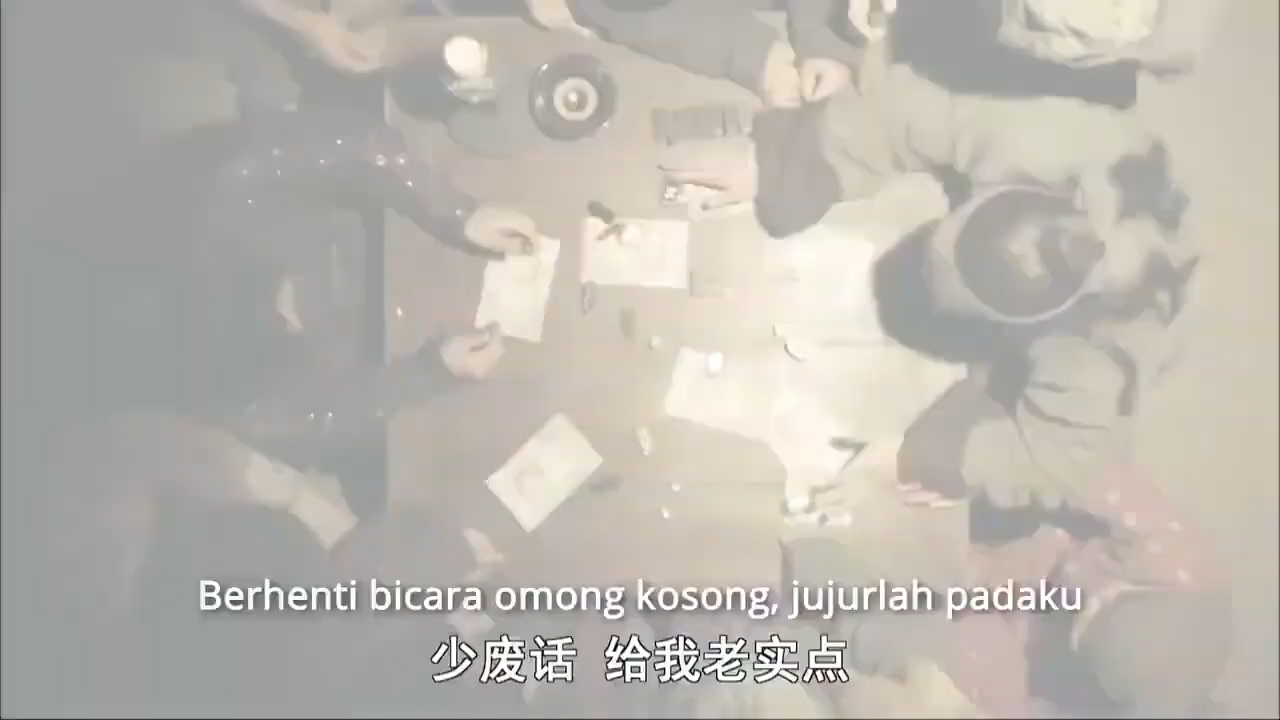 Berhenti bicara omong kosong, jujurlah padaku
少废话 给我老实点